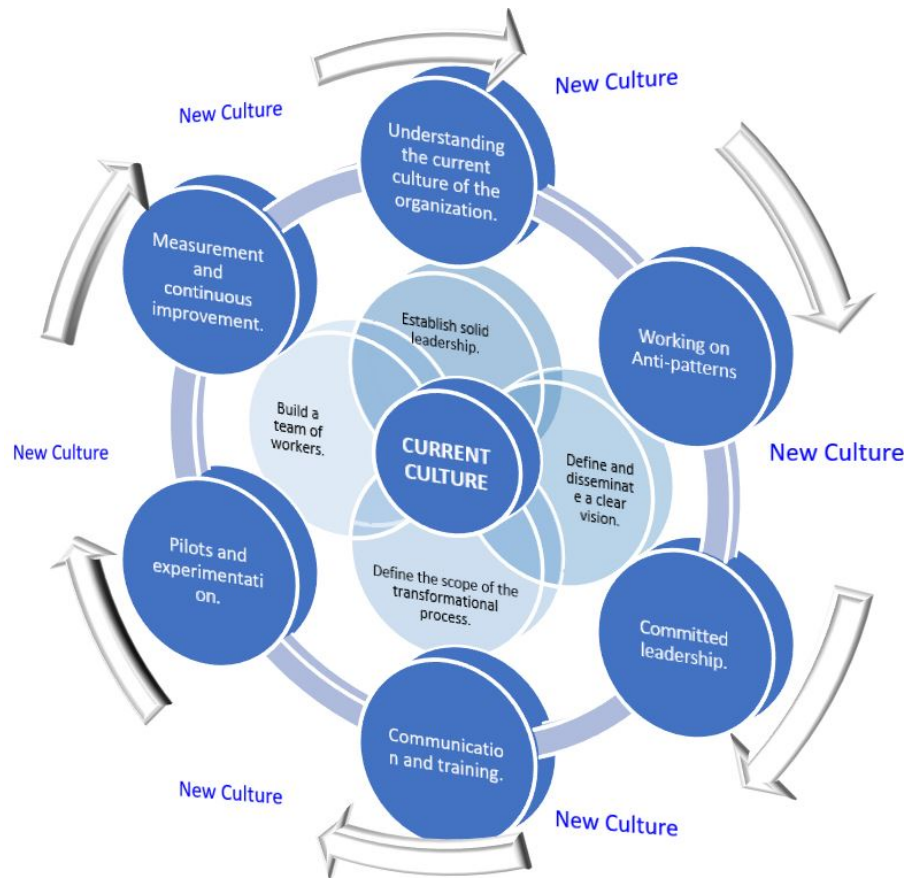 New Culture
New Culture
Understanding
the current
culture of the
organization.
Measurement
and
continuous
improvement.
Working on
Anti-patterns
Establish solid
leadership.
Build a
team of
workers.
CURRENT
CULTURE
Define and
disseminat
e a clear
vision.
New Culture
New Culture
Pilots and
experimentati
on.
Define the scope of the
transformational
process.
Committed
leadership.
Communicatio
n and training.
New Culture
New Culture